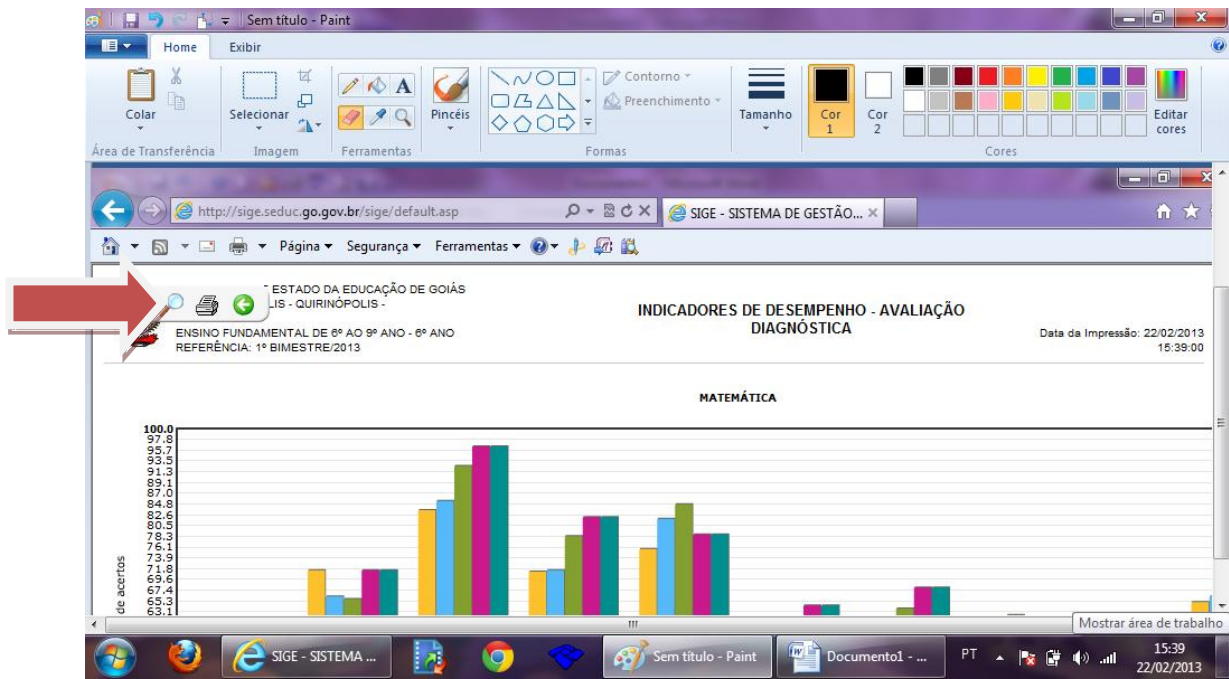 Sem título - Paint
Home Exibir
Colar
Selecionar
Pincéis
Contorno
Preenchimento
Tamanho
Cor 1
Cor 2
Editar cores
Área de Transferência Imagem Ferramentas Formas Cores
http://sige.seduc.go.gov.br/sige/default.asp
SIGE - SISTEMA DE GESTÃO...
Página Segurança Ferramentas
ESTADO DA EDUCAÇÃO DE GOIÁS
LIS - QUIRINÓPOLIS -
ENSINO FUNDAMENTAL DE 6º AO 9º ANO - 6º ANO
REFERÊNCIA: 1º BIMESTRE/2013
INDICADORES DE DESEMPENHO - AVALIAÇÃO
DIAGNÓSTICA
Data da Impressão: 22/02/2013
15:39:00
MATEMÁTICA
100.0
97.8
95.7
93.5
91.3
89.1
87.0
84.8
82.6
80.5
78.3
76.1
73.9
71.8
69.6
67.4
65.3
63.1
de acertos
Mostrar área de trabalho
SIGE - SISTEMA ...
Sem título - Paint
Documento1 - ...
PT
15:39
22/02/2013